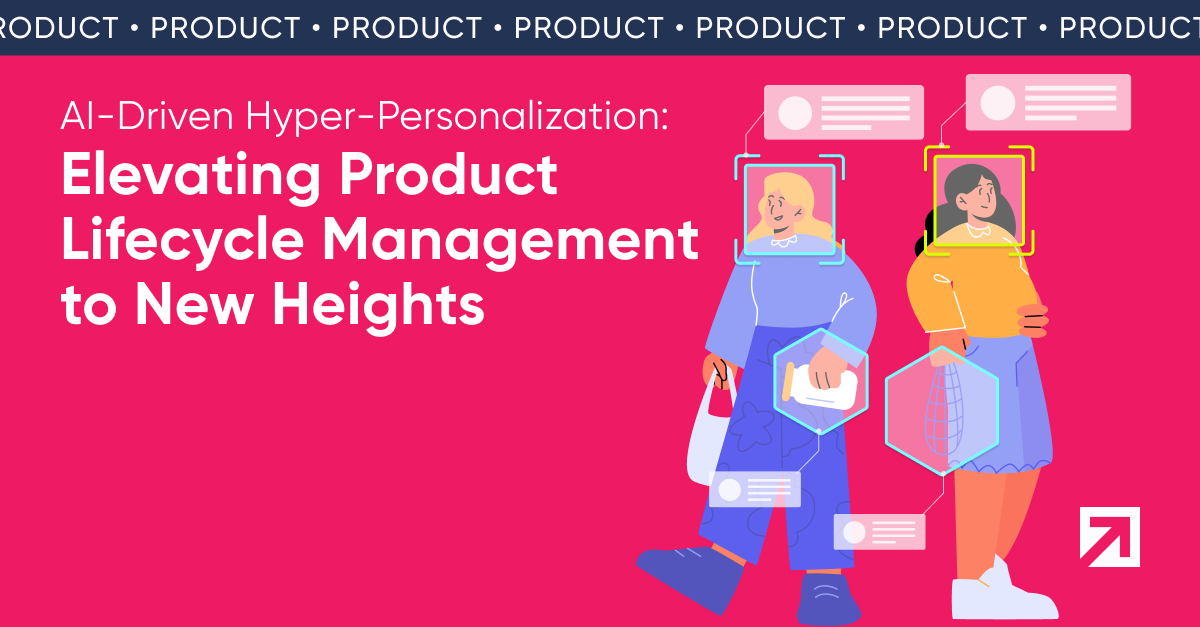 RODUCT • PRODUCT • PRODUCT • PRODUCT • PRODUCT • PRODUCT • PRODUCT
AI-Driven Hyper-Personalization:
Elevating Product
Lifecycle Management
to New Heights